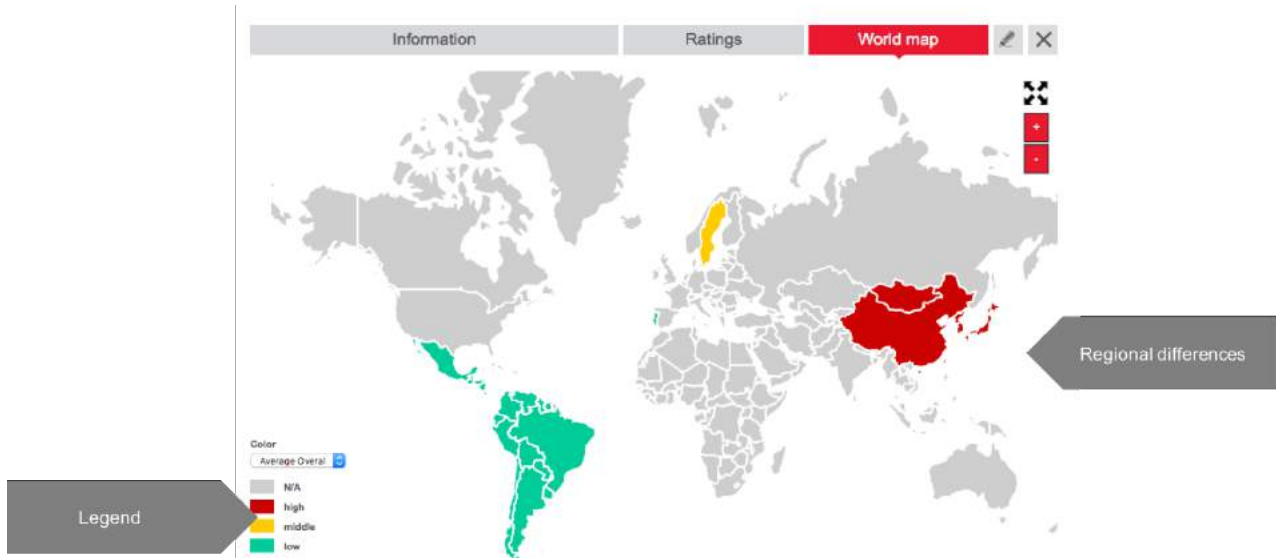 Information
Ratings
World map
+
-
Regional differences
Color
Average Overal
N/A
high
middle
low
Legend